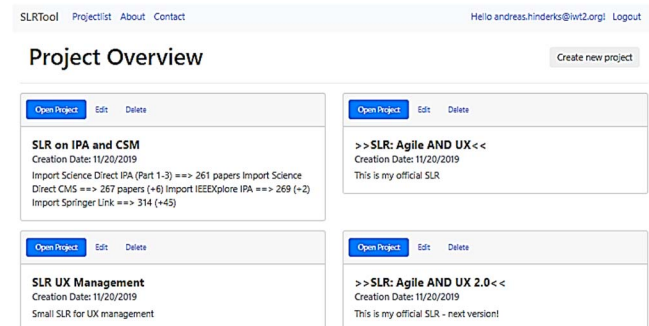 SLRTool Projectlist About Contact Hello andreas.hinderks@iwt2.org! Logout
Project Overview
Create new project
Open Project Edit Delete
SLR on IPA and CSM
Creation Date: 11/20/2019
Import Science Direct IPA (Part 1-3) ==> 261 papers Import Science
Direct CMS ==> 267 papers (+6) Import IEEEXplore IPA ==> 269 (+2)
Import Springer Link ==> 314 (+45)
Open Project Edit Delete
>>SLR: Agile AND UX<<
Creation Date: 11/20/2019
This is my official SLR
Open Project Edit Delete
SLR UX Management
Creation Date: 11/20/2019
Small SLR for UX management
Open Project Edit Delete
>>SLR: Agile AND UX 2.0<<
Creation Date: 11/20/2019
This is my official SLR - next version!